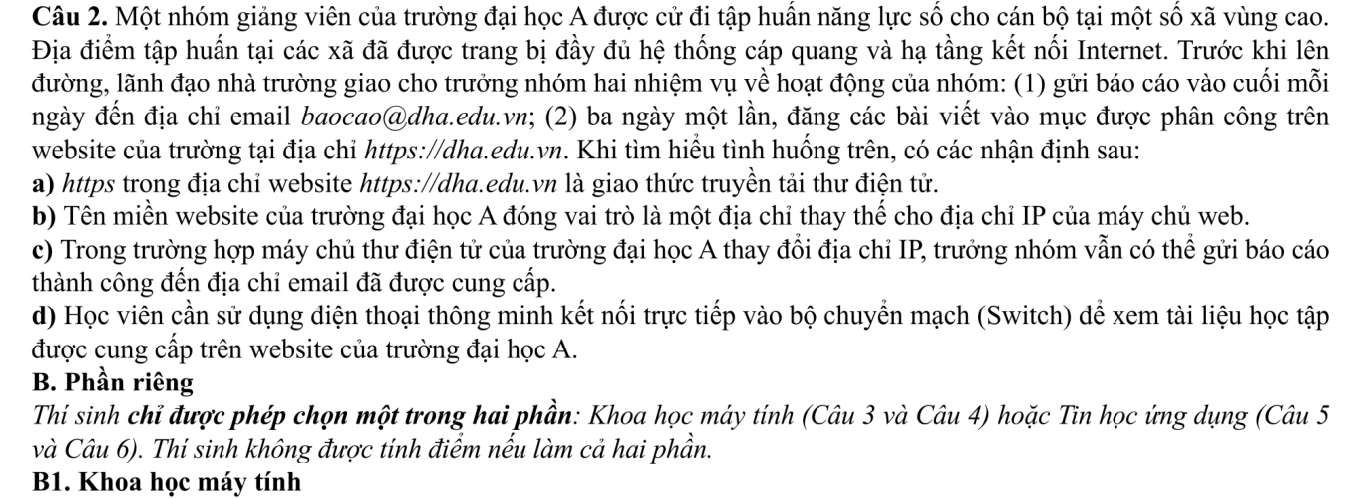 Câu 2. Một nhóm giảng viên của trường đại học A được cử đi tập huấn năng lực số cho cán bộ tại một số xã vùng cao.
Địa điểm tập huấn tại các xã đã được trang bị đầy đủ hệ thống cáp quang và hạ tầng kết nối Internet. Trước khi lên
đường, lãnh đạo nhà trường giao cho trưởng nhóm hai nhiệm vụ về hoạt động của nhóm: (1) gửi báo cáo vào cuối mỗi
ngày đến địa chỉ email baocao@dha.edu.vn; (2) ba ngày một lần, đăng các bài viết vào mục được phân công trên
website của trường tại địa chỉ https://dha.edu.vn. Khi tìm hiểu tình huống trên, có các nhận định sau:
a) https trong địa chỉ website https://dha.edu.vn là giao thức truyền tải thư điện tử.
b) Tên miền website của trường đại học A đóng vai trò là một địa chỉ thay thế cho địa chỉ IP của máy chủ web.
c) Trong trường hợp máy chủ thư điện tử của trường đại học A thay đổi địa chỉ IP, trưởng nhóm vẫn có thể gửi báo cáo
thành công đến địa chỉ email đã được cung cấp.
d) Học viên cần sử dụng điện thoại thông minh kết nối trực tiếp vào bộ chuyển mạch (Switch) để xem tài liệu học tập
được cung cấp trên website của trường đại học A.
B. Phần riêng
Thí sinh chỉ được phép chọn một trong hai phần: Khoa học máy tính (Câu 3 và Câu 4) hoặc Tin học ứng dụng (Câu 5
và Câu 6). Thí sinh không được tính điểm nếu làm cả hai phần.
B1. Khoa học máy tính